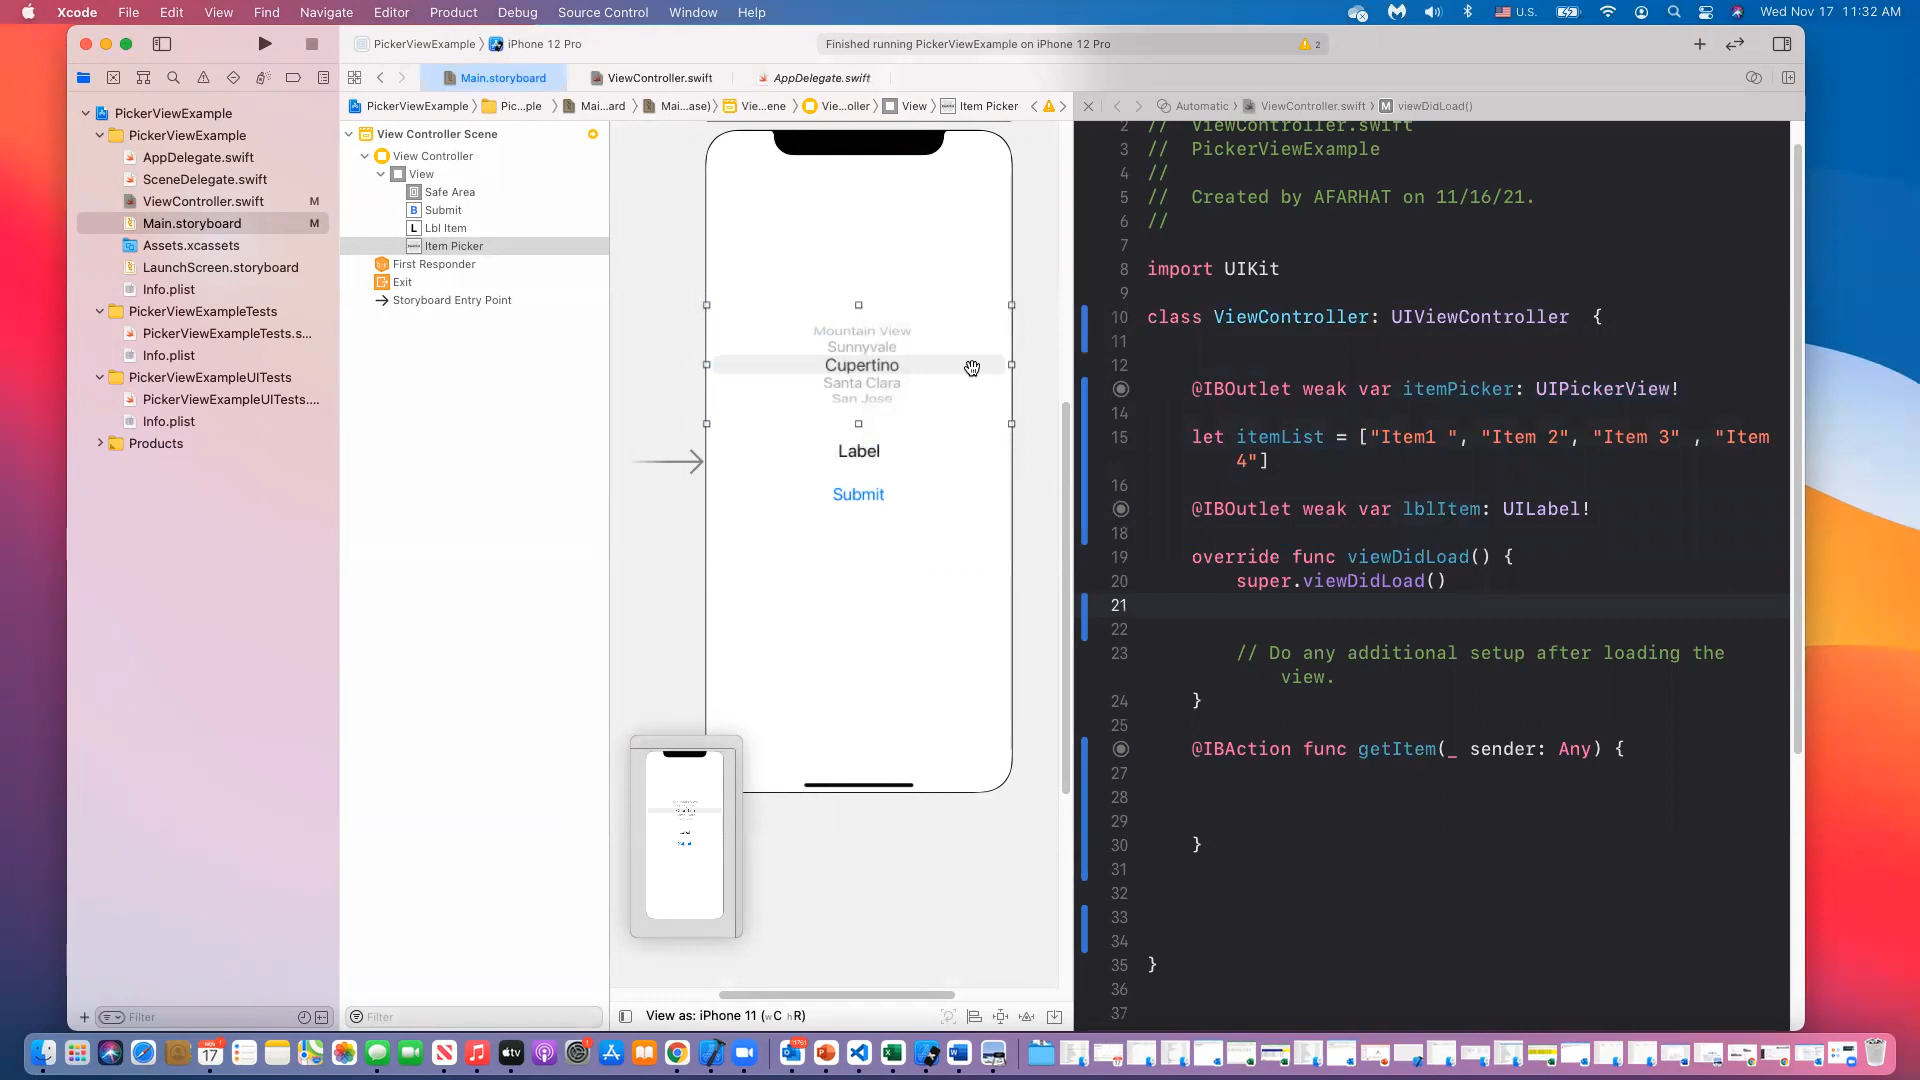 Xcode File Edit View Find Navigate Editor Product Debug Source Control Window Help
U.S. Wed Nov 17 11:32 AM
PickerViewExample iPhone 12 Pro
Finished running PickerViewExample on iPhone 12 Pro 2
Main.storyboard ViewController.swift AppDelegate.swift
PickerViewExample Pic...ple Mai...ard Mai...ase) Vie...ene Vie...oller View Item Picker
Automatic ViewController.swift M viewDidLoad()
PickerViewExample
PickerViewExample
AppDelegate.swift
SceneDelegate.swift
ViewController.swift M
Main.storyboard M
Assets.xcassets
LaunchScreen.storyboard
Info.plist
PickerViewExampleTests
PickerViewExampleTests.s...
Info.plist
PickerViewExampleUITests
PickerViewExampleUITests....
Info.plist
Products
Filter
View Controller Scene
View Controller
View
Safe Area
B Submit
L Lbl Item
Item Picker
First Responder
Exit
Storyboard Entry Point
Filter
Mountain View
Sunnyvale
Cupertino
Santa Clara
San Jose
Label
Submit
View as: iPhone 11 (wC hR)
2 // ViewController.swift
3 // PickerViewExample
4 //
5 // Created by AFARHAT on 11/16/21.
6 //
7
8 import UIKit
9
10 class ViewController: UIViewController {
11
12
@IBOutlet weak var itemPicker: UIPickerView!
14
15 let itemList = ["Item1 ", "Item 2", "Item 3" , "Item
4"]
16
@IBOutlet weak var lblItem: UILabel!
18
19 override func viewDidLoad() {
20 super.viewDidLoad()
21
22
23 // Do any additional setup after loading the
view.
24 }
25
@IBAction func getItem(_ sender: Any) {
27
28
29
30 }
31
32
33
34
35 }
36
37
NOV
17
tv